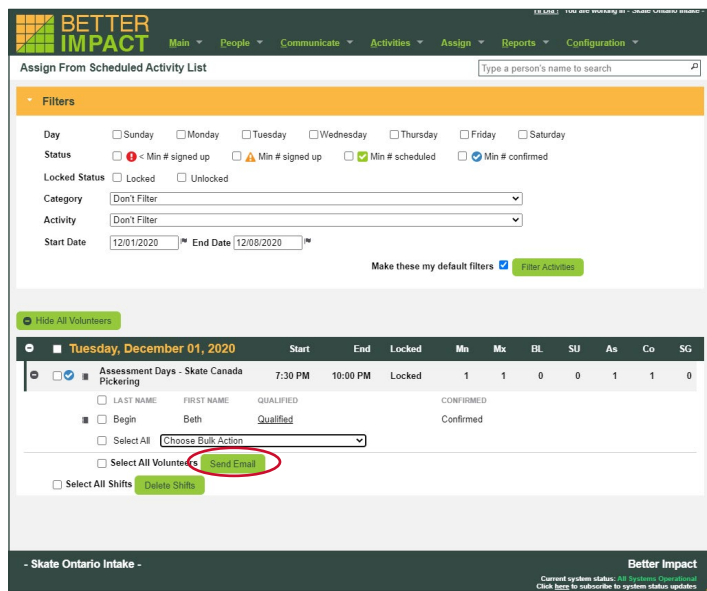 Hi Dia ! You are working in - Skate Ontario Intake -
BETTER
IMPACT
Main People Communicate Activities Assign Reports Configuration
Assign From Scheduled Activity List
Type a person's name to search
Filters
Day Sunday Monday Tuesday Wednesday Thursday Friday Saturday
Status < Min # signed up Min # signed up Min # scheduled Min # confirmed
Locked Status Locked Unlocked
Category Don't Filter
Activity Don't Filter
Start Date 12/01/2020 End Date 12/08/2020
Make these my default filters Filter Activities
Hide All Volunteers
Tuesday, December 01, 2020 Start End Locked Mn Mx BL SU As Co SG
Assessment Days - Skate Canada
Pickering
7:30 PM 10:00 PM Locked 1 1 0 0 1 1 0
LAST NAME FIRST NAME QUALIFIED CONFIRMED
Begin Beth Qualified Confirmed
Select All Choose Bulk Action
Select All Volunteers Send Email
Select All Shifts Delete Shifts
- Skate Ontario Intake -
Better Impact
Current system status: All Systems Operational
Click here to subscribe to system status updates